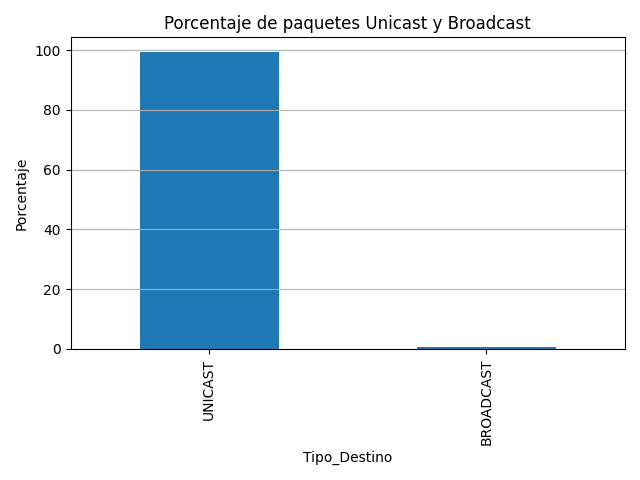 Porcentaje de paquetes Unicast y Broadcast
Porcentaje
100
80
60
40
20
0
UNICAST
BROADCAST
Tipo_Destino